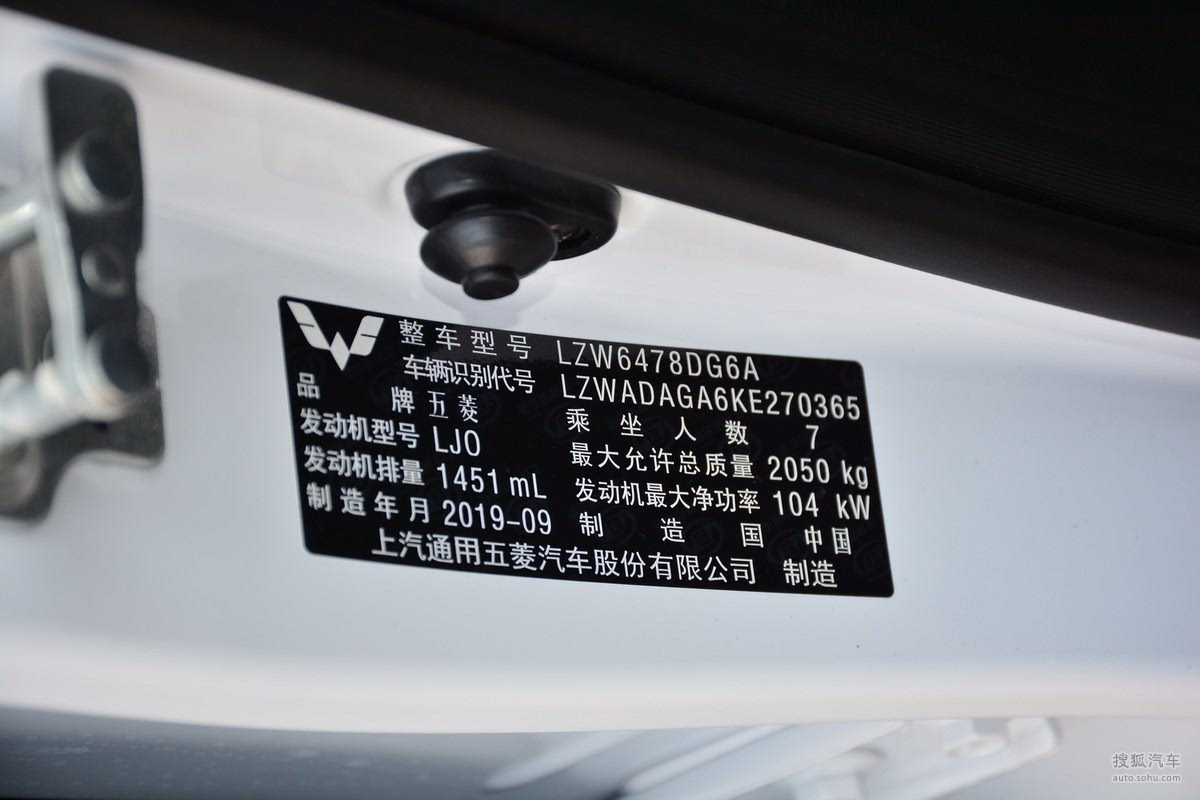 整车型号 LZW6478DG6A
车辆识别代号 LZWADAGA6KE270365
品牌 五菱 乘坐人数 7
发动机型号 LJO 最大允许总质量 2050 kg
发动机排量 1451 mL 发动机最大净功率 104 kW
制造年月 2019-09 制造国 中国
上汽通用五菱汽车股份有限公司 制造
搜狐汽车
auto.sohu.com